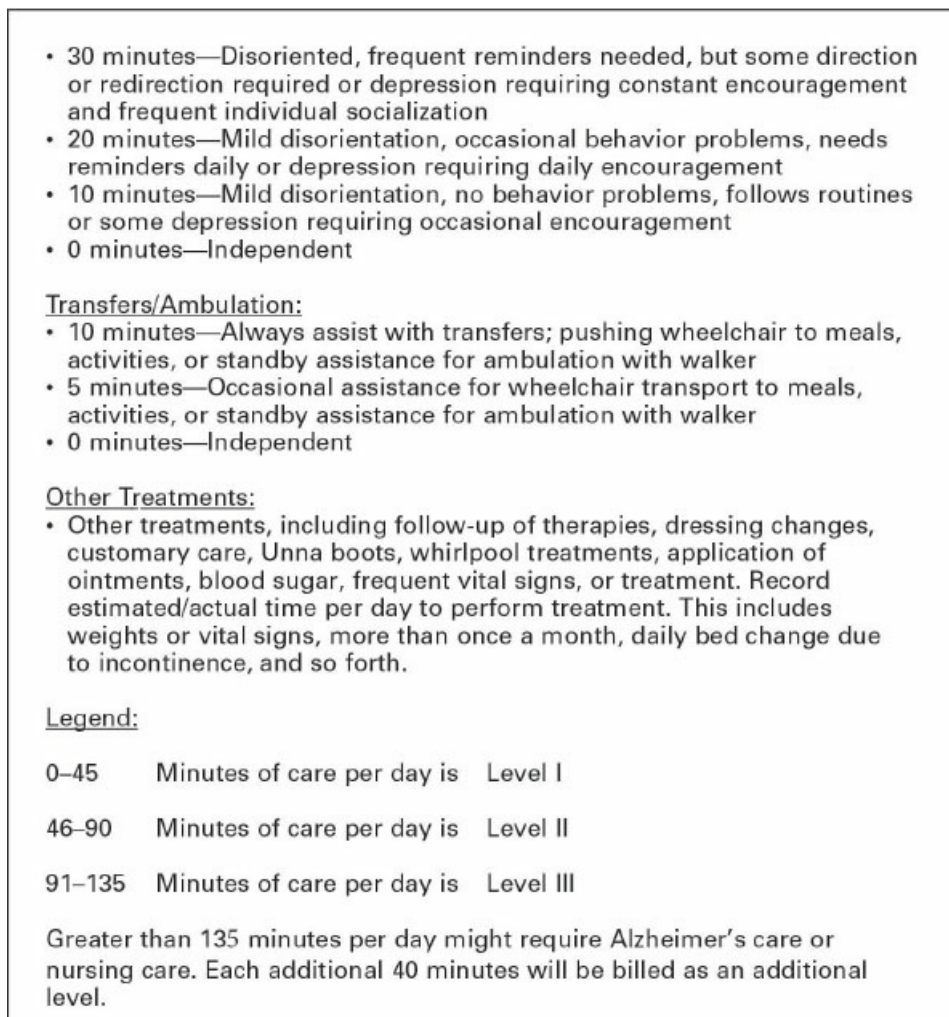 • 30 minutes—Disoriented, frequent reminders needed, but some direction
or redirection required or depression requiring constant encouragement
and frequent individual socialization
• 20 minutes—Mild disorientation, occasional behavior problems, needs
reminders daily or depression requiring daily encouragement
• 10 minutes—Mild disorientation, no behavior problems, follows routines
or some depression requiring occasional encouragement
• 0 minutes—Independent
Transfers/Ambulation:
• 10 minutes—Always assist with transfers; pushing wheelchair to meals,
activities, or standby assistance for ambulation with walker
• 5 minutes—Occasional assistance for wheelchair transport to meals,
activities, or standby assistance for ambulation with walker
• 0 minutes—Independent
Other Treatments:
• Other treatments, including follow-up of therapies, dressing changes,
customary care, Unna boots, whirlpool treatments, application of
ointments, blood sugar, frequent vital signs, or treatment. Record
estimated/actual time per day to perform treatment. This includes
weights or vital signs, more than once a month, daily bed change due
to incontinence, and so forth.
Legend:
0–45 Minutes of care per day is Level I
46–90 Minutes of care per day is Level II
91–135 Minutes of care per day is Level III
Greater than 135 minutes per day might require Alzheimer's care or
nursing care. Each additional 40 minutes will be billed as an additional
level.